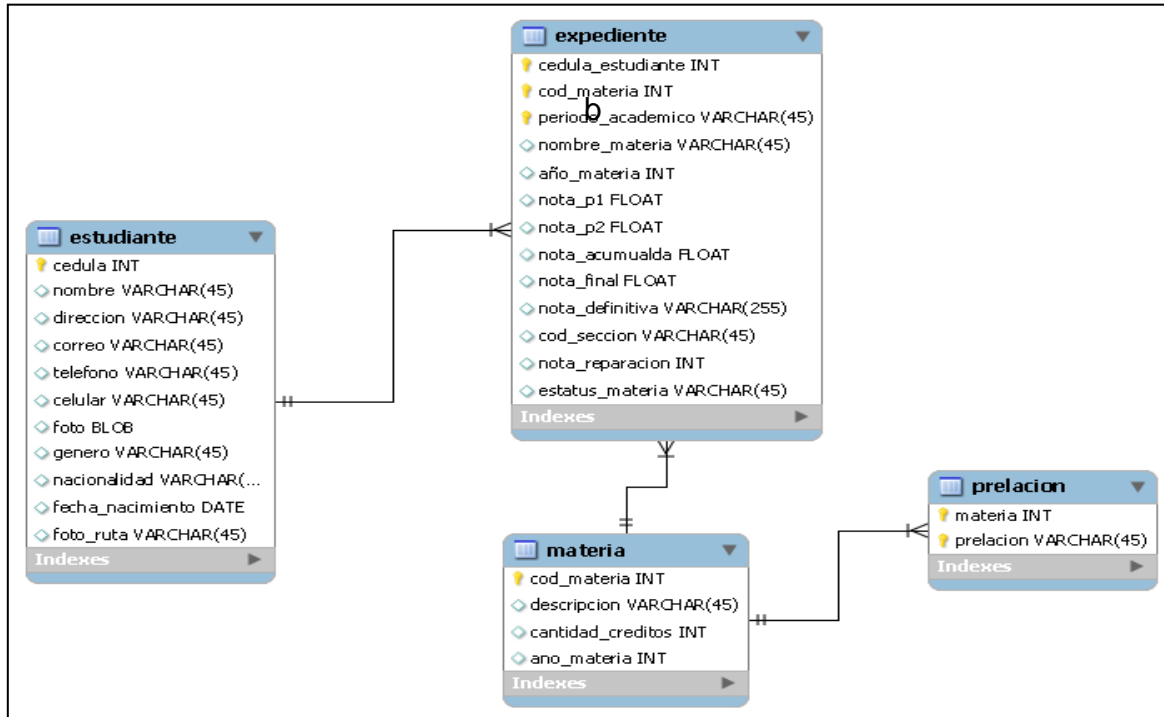 expediente
cedula_estudiante INT
cod_materia INT
b
periodo_academico VARCHAR(45)
nombre_materia VARCHAR(45)
año_materia INT
nota_p1 FLOAT
nota_p2 FLOAT
nota_acumualda FLOAT
nota_final FLOAT
nota_definitiva VARCHAR(255)
cod_seccion VARCHAR(45)
nota_reparacion INT
estatus_materia VARCHAR(45)
Indexes
estudiante
cedula INT
nombre VARCHAR(45)
direccion VARCHAR(45)
correo VARCHAR(45)
telefono VARCHAR(45)
celular VARCHAR(45)
foto BLOB
genero VARCHAR(45)
nacionalidad VARCHAR(...
fecha_nacimiento DATE
foto_ruta VARCHAR(45)
Indexes
materia
cod_materia INT
descripcion VARCHAR(45)
cantidad_creditos INT
ano_materia INT
Indexes
prelacion
materia INT
prelacion VARCHAR(45)
Indexes